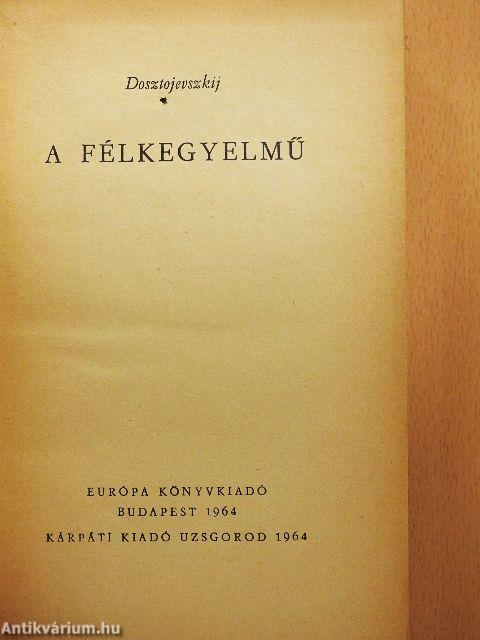 Dosztojevszkij
A FÉLKEGYELMŰ
EURÓPA KÖNYVKIADÓ
BUDAPEST 1964
KÁRPÁTI KIADÓ UZSGOROD 1964
Antikvárium.hu